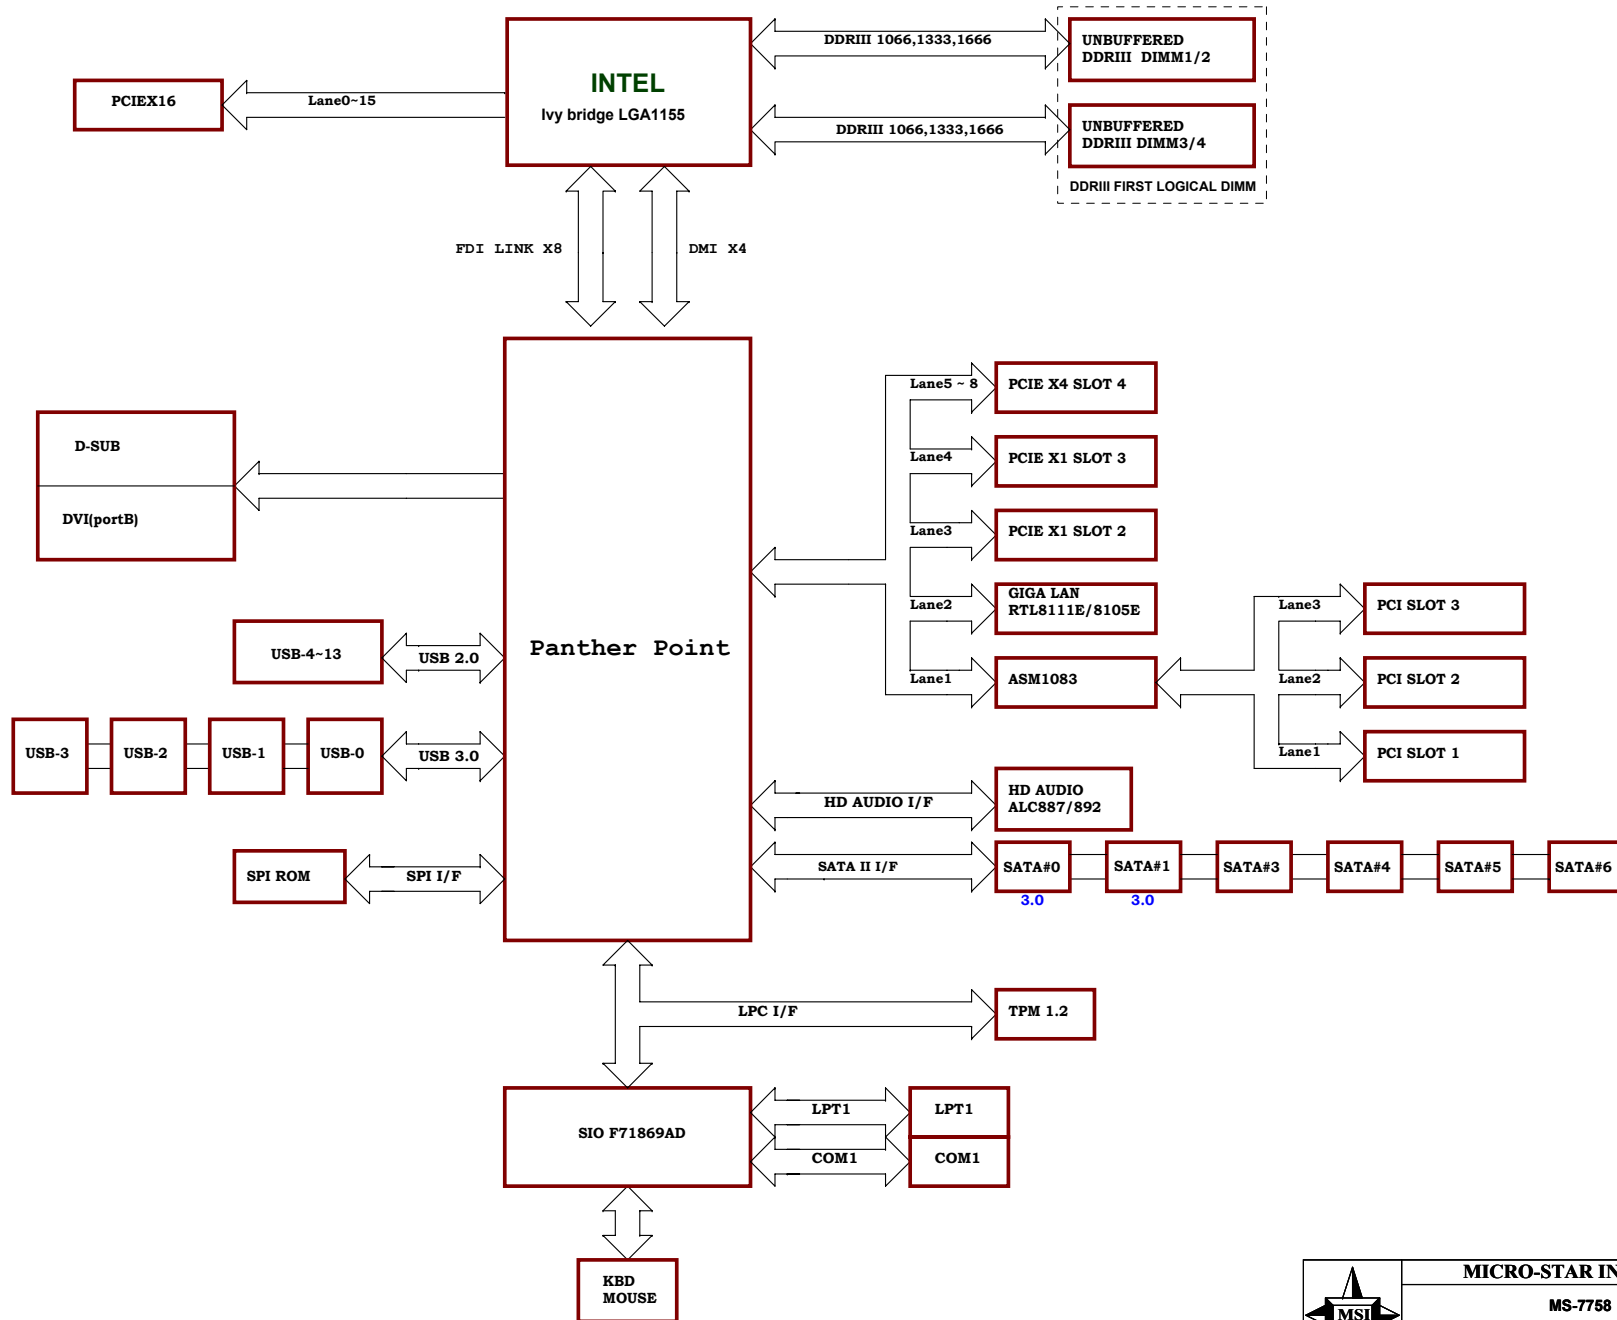 DDRIII 1066,1333,1666
UNBUFFERED
DDRIII DIMM1/2
INTEL
Ivy bridge LGA1155
PCIEX16
Lane0~15
DDRIII 1066,1333,1666
UNBUFFERED
DDRIII DIMM3/4
DDRIII FIRST LOGICAL DIMM
FDI LINK X8
DMI X4
Lane5 ~ 8
PCIE X4 SLOT 4
D-SUB
Lane4
PCIE X1 SLOT 3
DVI(portB)
Lane3
PCIE X1 SLOT 2
Lane2
GIGA LAN
RTL8111E/8105E
Lane3
PCI SLOT 3
Panther Point
USB-4~13
USB 2.0
Lane1
ASM1083
Lane2
PCI SLOT 2
USB-3
USB-2
USB-1
USB-0
USB 3.0
Lane1
PCI SLOT 1
HD AUDIO I/F
HD AUDIO
ALC887/892
SPI ROM
SPI I/F
SATA II I/F
SATA#0
SATA#1
SATA#3
SATA#4
SATA#5
SATA#6
3.0
3.0
LPC I/F
TPM 1.2
SIO F71869AD
LPT1
LPT1
COM1
COM1
KBD
MOUSE
MICRO-STAR IN
MSI
MS-7758